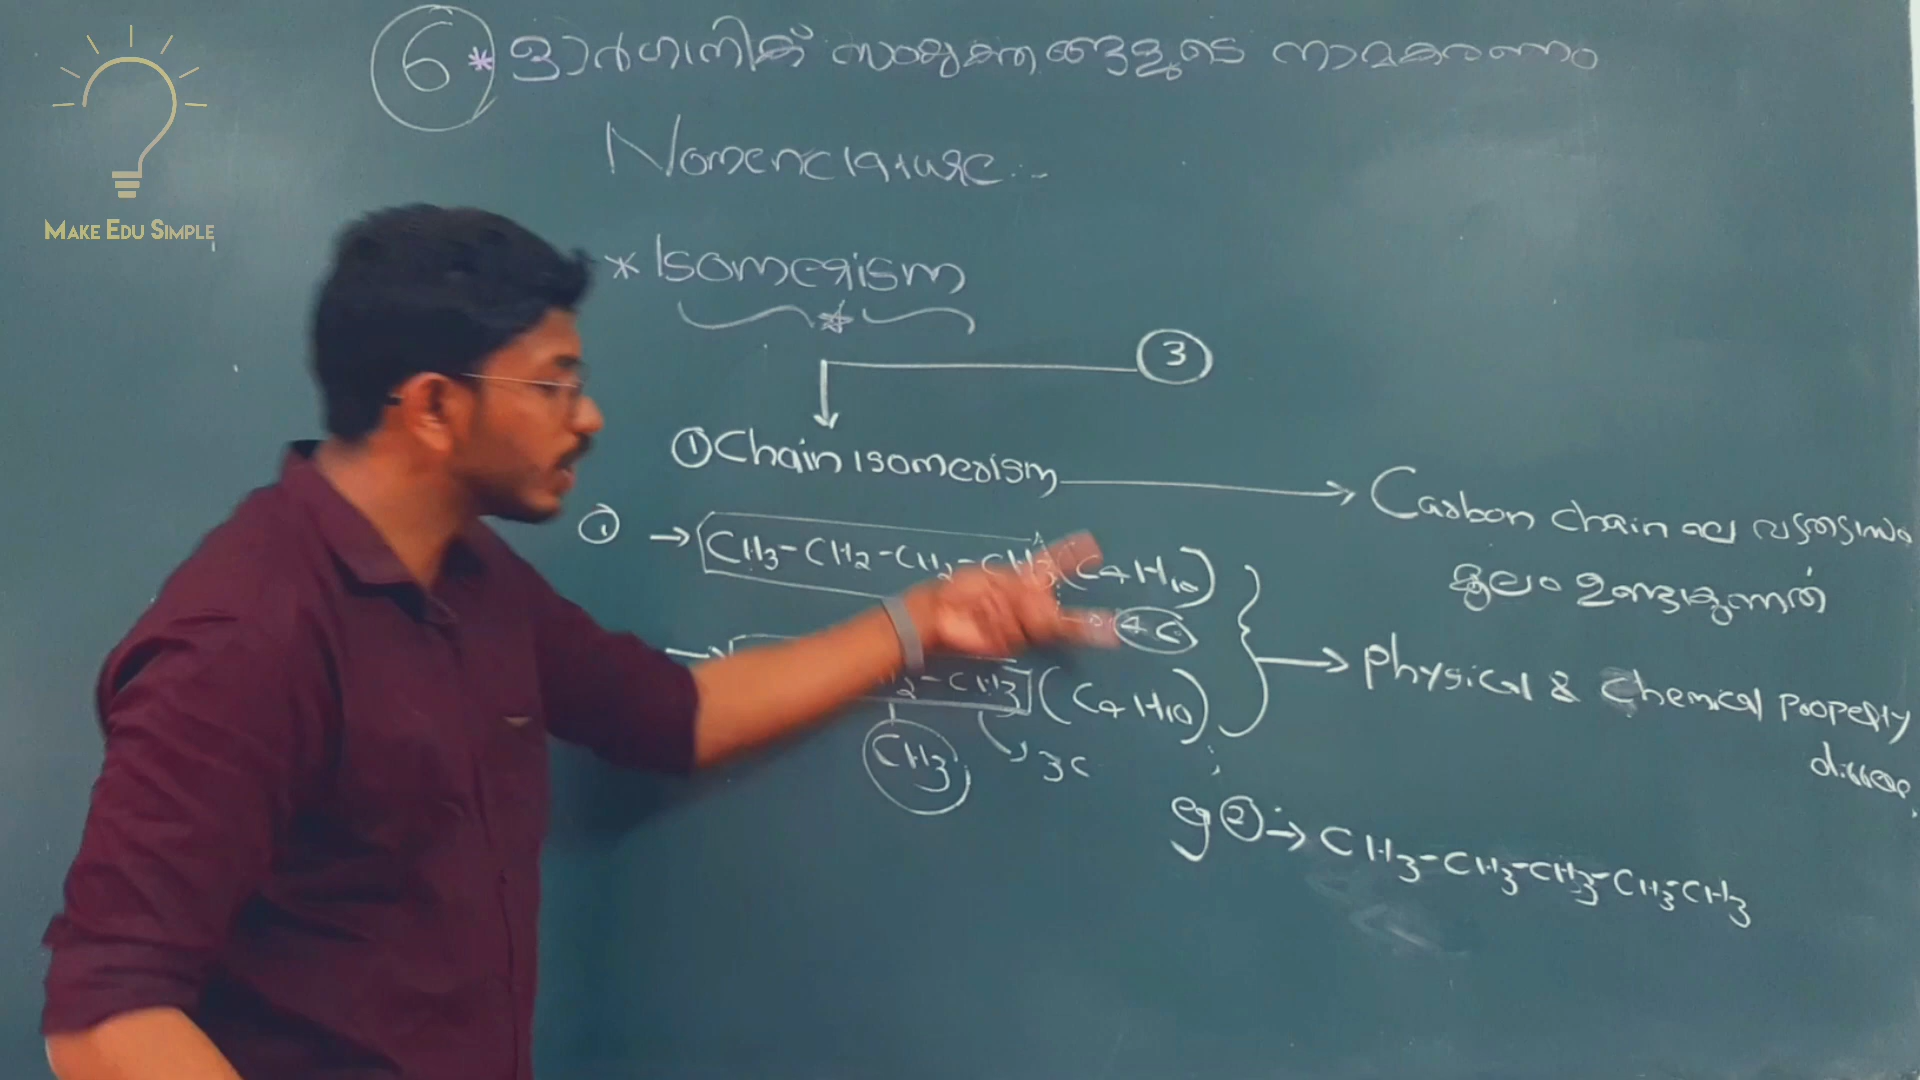 MAKE EDU SIMPLE
6 * ഓർഗാനിക് സംയുക്തങ്ങളുടെ നാമകരണം
Nomenclature...
* Isomerism
3
① Chain isomerism → Carbon chain ലെ വ്യത്യാസം
മൂലം ഉണ്ടാകുന്നത്
① → CH3-CH2-CH2-CH3 (C4H10)
4C
2-CH3 (C4H10)
CH3
3C
→ Physical & Chemical Property
differ
eg ② → CH3-CH3-CH3-CH3-CH3